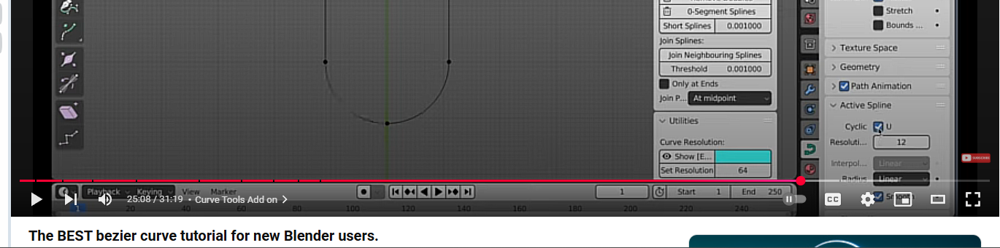 0-Segment Splines
Short Splines 0.001000
Join Splines:
Join Neighbouring Splines
Threshold 0.001000
Only at Ends
Join P... At midpoint
Utilities
Curve Resolution:
Show [E...
Set Resolution 64
Stretch
Bounds ...
Texture Space
Geometry
Path Animation
Active Spline
Cyclic U
Resoluti... 12
Interpol... Linear
Radius Linear
Smooth
SUBSCRIBE
Playback Keying View Marker 1 Start 1 End 250
25:08 / 31:19 • Curve Tools Add on
CC
1 20 40 60 80 100 120 140 160 180 200 220 240
The BEST bezier curve tutorial for new Blender users.